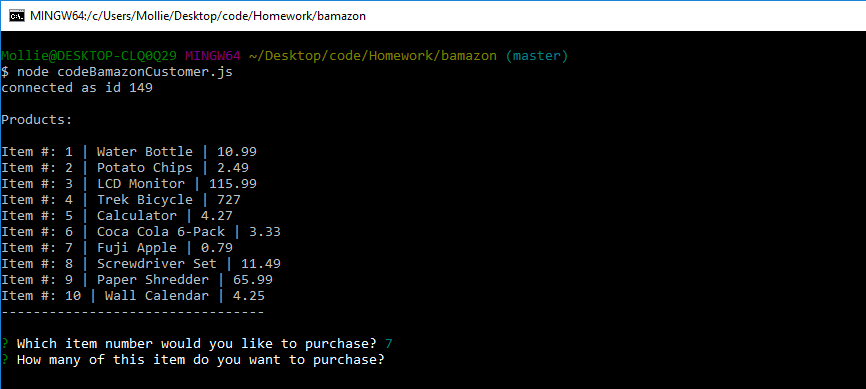 MINGW64:/c/Users/Mollie/Desktop/code/Homework/bamazon
Mollie@DESKTOP-CLQ0Q29 MINGW64 ~/Desktop/code/Homework/bamazon (master)
$ node codeBamazonCustomer.js
connected as id 149
Products:
Item #: 1 | Water Bottle | 10.99
Item #: 2 | Potato Chips | 2.49
Item #: 3 | LCD Monitor | 115.99
Item #: 4 | Trek Bicycle | 727
Item #: 5 | Calculator | 4.27
Item #: 6 | Coca Cola 6-Pack | 3.33
Item #: 7 | Fuji Apple | 0.79
Item #: 8 | Screwdriver Set | 11.49
Item #: 9 | Paper Shredder | 65.99
Item #: 10 | Wall Calendar | 4.25
---------------------------------
? Which item number would you like to purchase? 7
? How many of this item do you want to purchase?